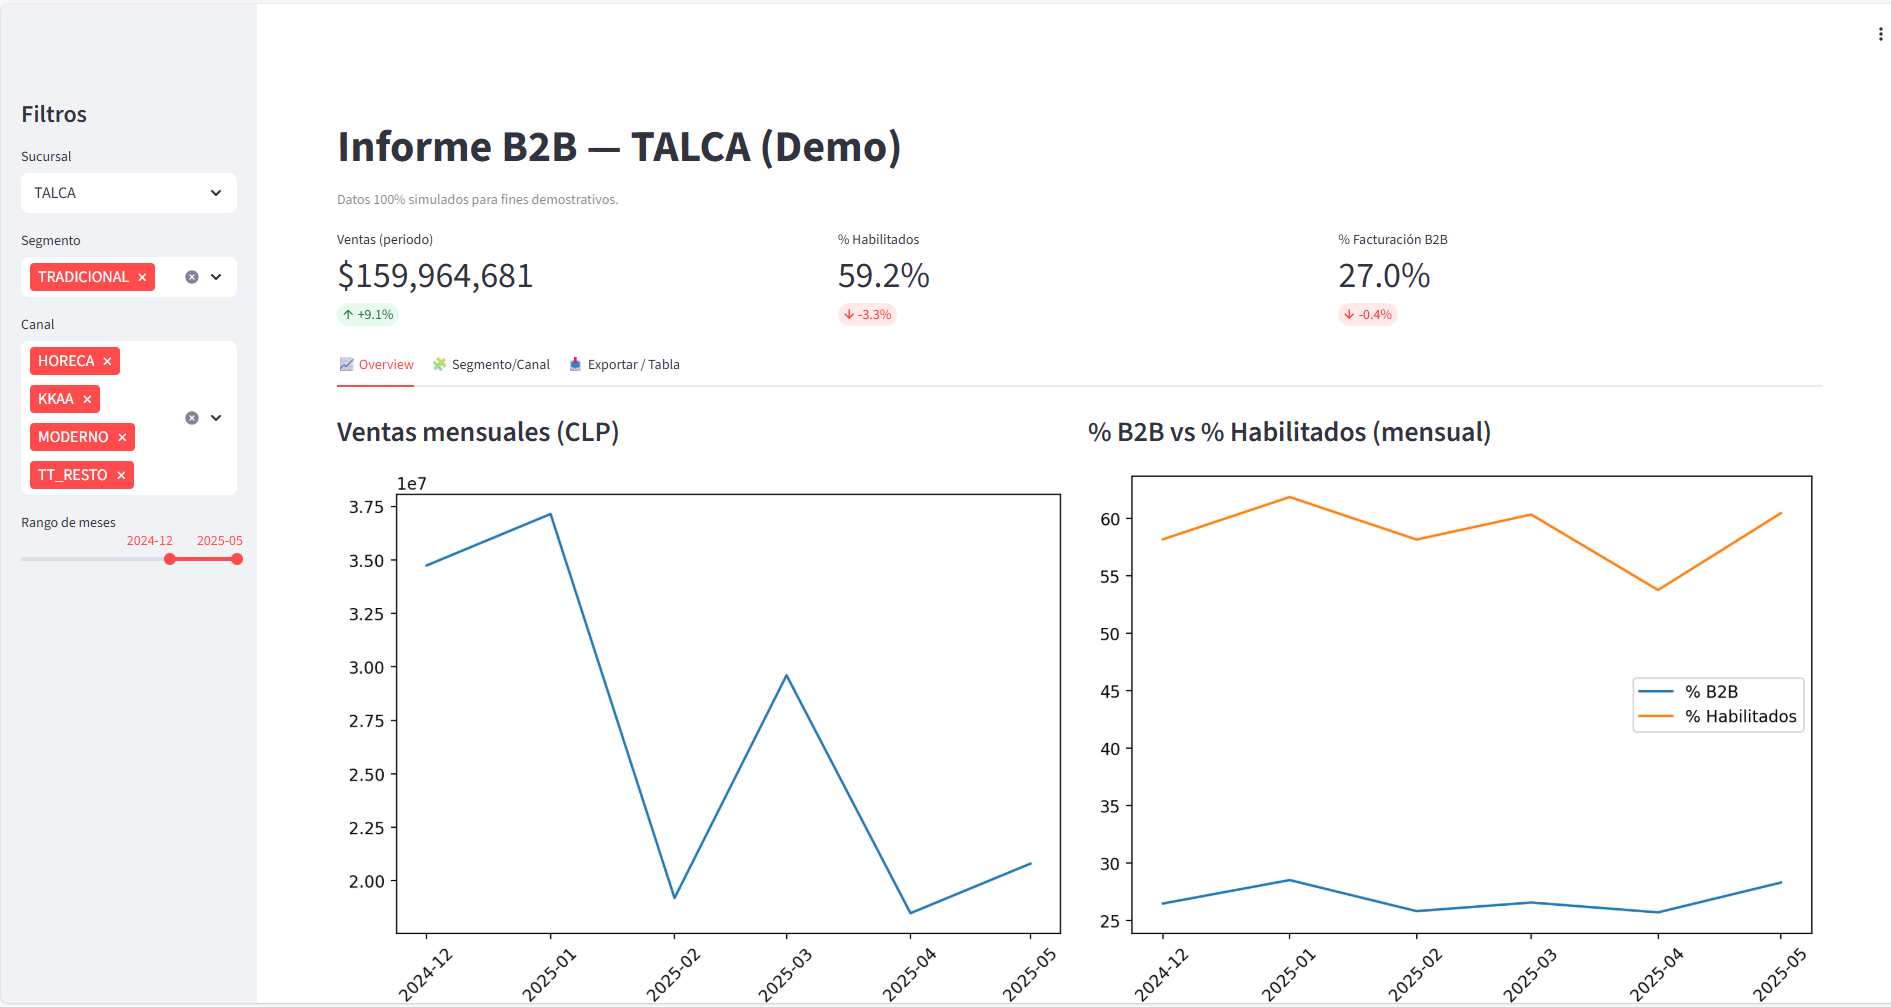 Filtros
Sucursal
TALCA
Segmento
TRADICIONAL
Canal
HORECA
KKAA
MODERNO
TT_RESTO
Rango de meses
2024-12 2025-05
Informe B2B — TALCA (Demo)
Datos 100% simulados para fines demostrativos.
Ventas (periodo)
$159,964,681
↑ +9.1%
% Habilitados
59.2%
↓ -3.3%
% Facturación B2B
27.0%
↓ -0.4%
Overview Segmento/Canal Exportar / Tabla
Ventas mensuales (CLP)
1e7
3.75
3.50
3.25
3.00
2.75
2.50
2.25
2.00
2024-12 2025-01 2025-02 2025-03 2025-04 2025-05
% B2B vs % Habilitados (mensual)
60
55
50
45
40
35
30
25
% B2B
% Habilitados
2024-12 2025-01 2025-02 2025-03 2025-04 2025-05